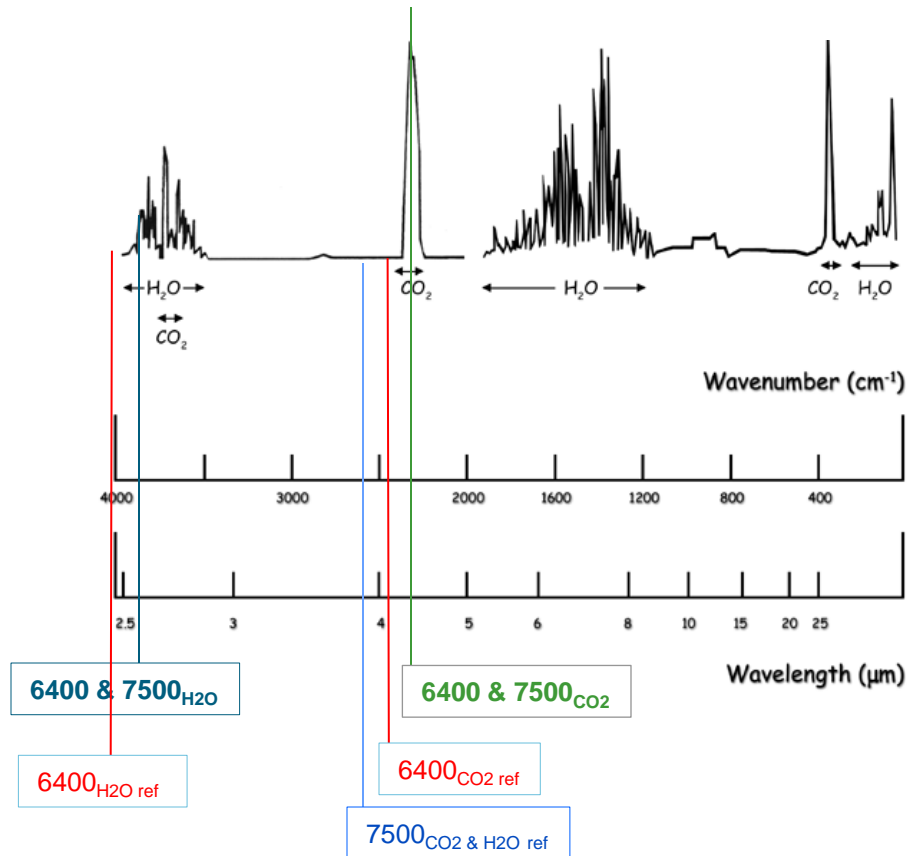 H₂O
CO₂
CO₂
H₂O
CO₂
H₂O
Wavenumber (cm⁻¹)
4000 3000 2000 1600 1200 800 400
2.5 3 4 5 6 8 10 15 20 25
Wavelength (µm)
6400 & 7500H2O
6400 & 7500CO2
6400H2O ref
6400CO2 ref
7500CO2 & H2O ref